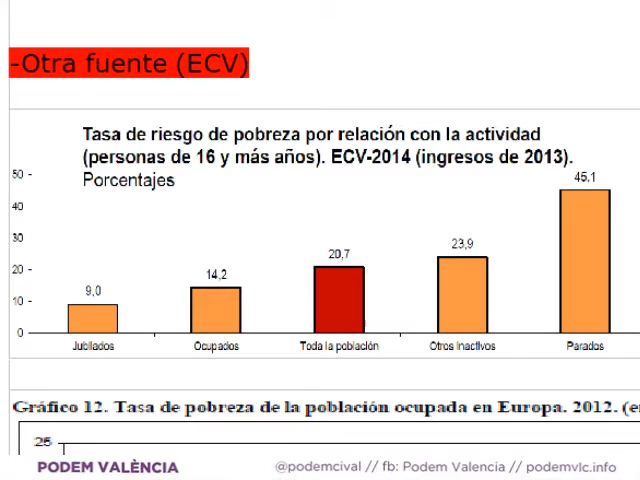 -Otra fuente (ECV)
Tasa de riesgo de pobreza por relación con la actividad
(personas de 16 y más años). ECV-2014 (ingresos de 2013).
Porcentajes
50
40
30
20
10
0
9,0
14,2
20,7
23,9
45,1
Jubilados
Ocupados
Toda la población
Otros inactivos
Parados
Gráfico 12. Tasa de pobreza de la población ocupada en Europa. 2012. (e
25
PODEM VALÈNCIA
@podemcival // fb: Podem Valencia // podemvlc.info